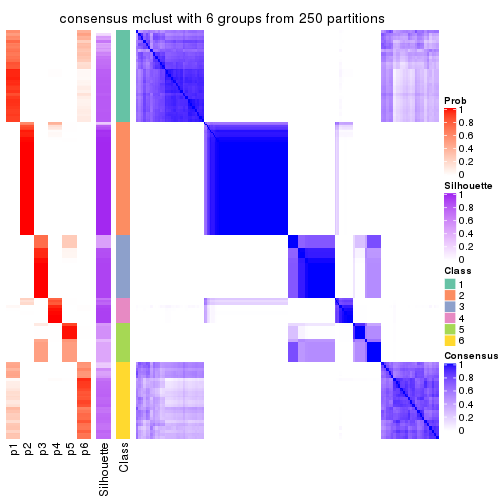 consensus mclust with 6 groups from 250 partitions
Prob
1
0.8
0.6
0.4
0.2
0
Silhouette
1
0.8
0.6
0.4
0.2
0
Class
1
2
3
4
5
6
Consensus
1
0.8
0.6
0.4
0.2
0
p1
p2
p3
p4
p5
p6
Silhouette
Class